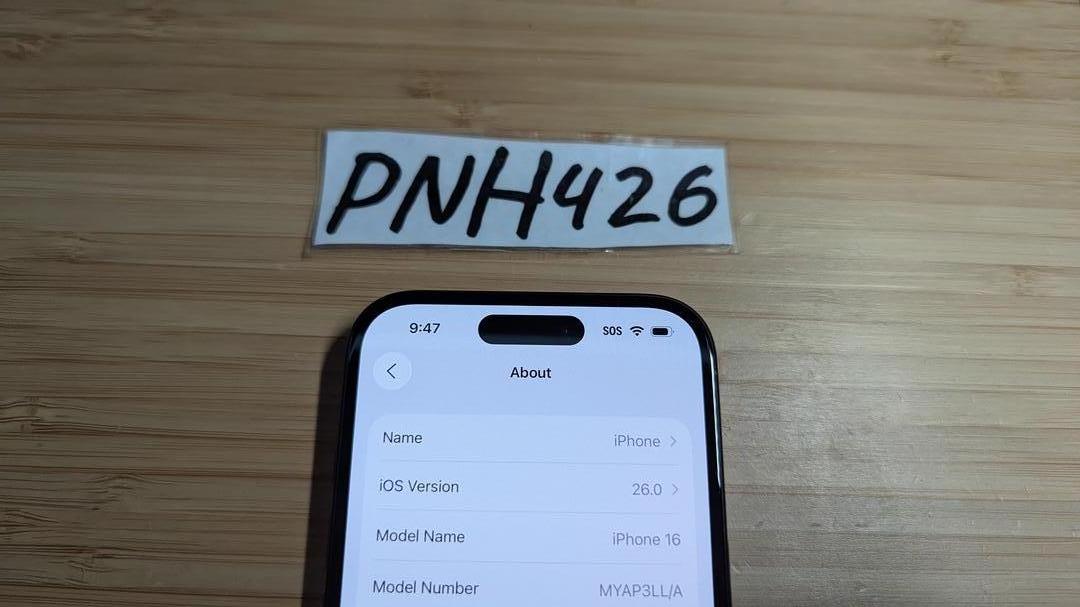 PNH426
9:47 SOS
About
Name iPhone
iOS Version 26.0
Model Name iPhone 16
Model Number MYAP3LL/A